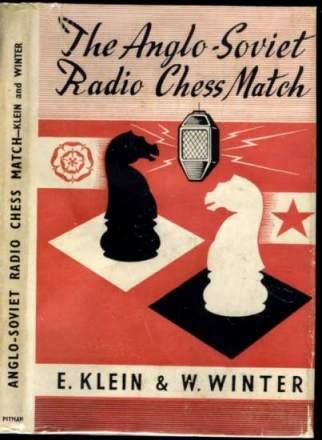 The Anglo-Soviet
Radio Chess Match
E. KLEIN & W. WINTER
ANGLO-SOVIET RADIO CHESS MATCH—KLEIN and WINTER
PITMAN